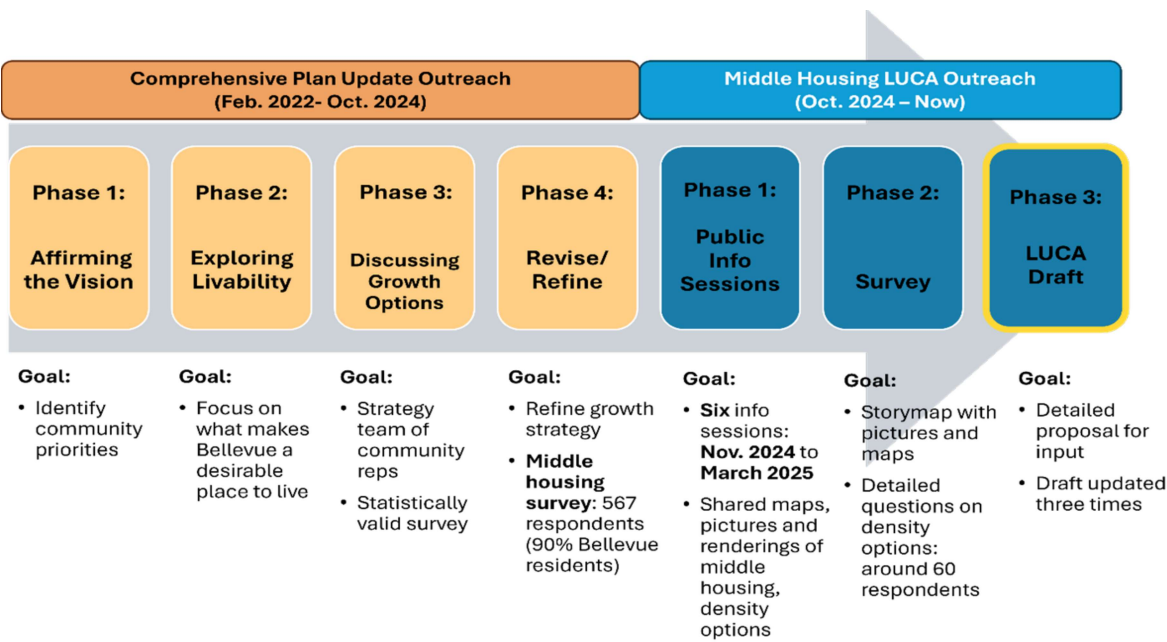 Comprehensive Plan Update Outreach
(Feb. 2022- Oct. 2024)
Middle Housing LUCA Outreach
(Oct. 2024 – Now)
Phase 1:
Affirming
the Vision
Phase 2:
Exploring
Livability
Phase 3:
Discussing
Growth
Options
Phase 4:
Revise/
Refine
Phase 1:
Public
Info
Sessions
Phase 2:
Survey
Phase 3:
LUCA
Draft
Goal:
• Identify
community
priorities
Goal:
• Focus on
what makes
Bellevue a
desirable
place to live
Goal:
• Strategy
team of
community
reps
• Statistically
valid survey
Goal:
• Refine growth
strategy
• Middle
housing
survey: 567
respondents
(90% Bellevue
residents)
Goal:
• Six info
sessions:
Nov. 2024 to
March 2025
• Shared maps,
pictures and
renderings of
middle
housing,
density
options
Goal:
• Storymap with
pictures and
maps
• Detailed
questions on
density
options:
around 60
respondents
Goal:
• Detailed
proposal for
input
• Draft updated
three times